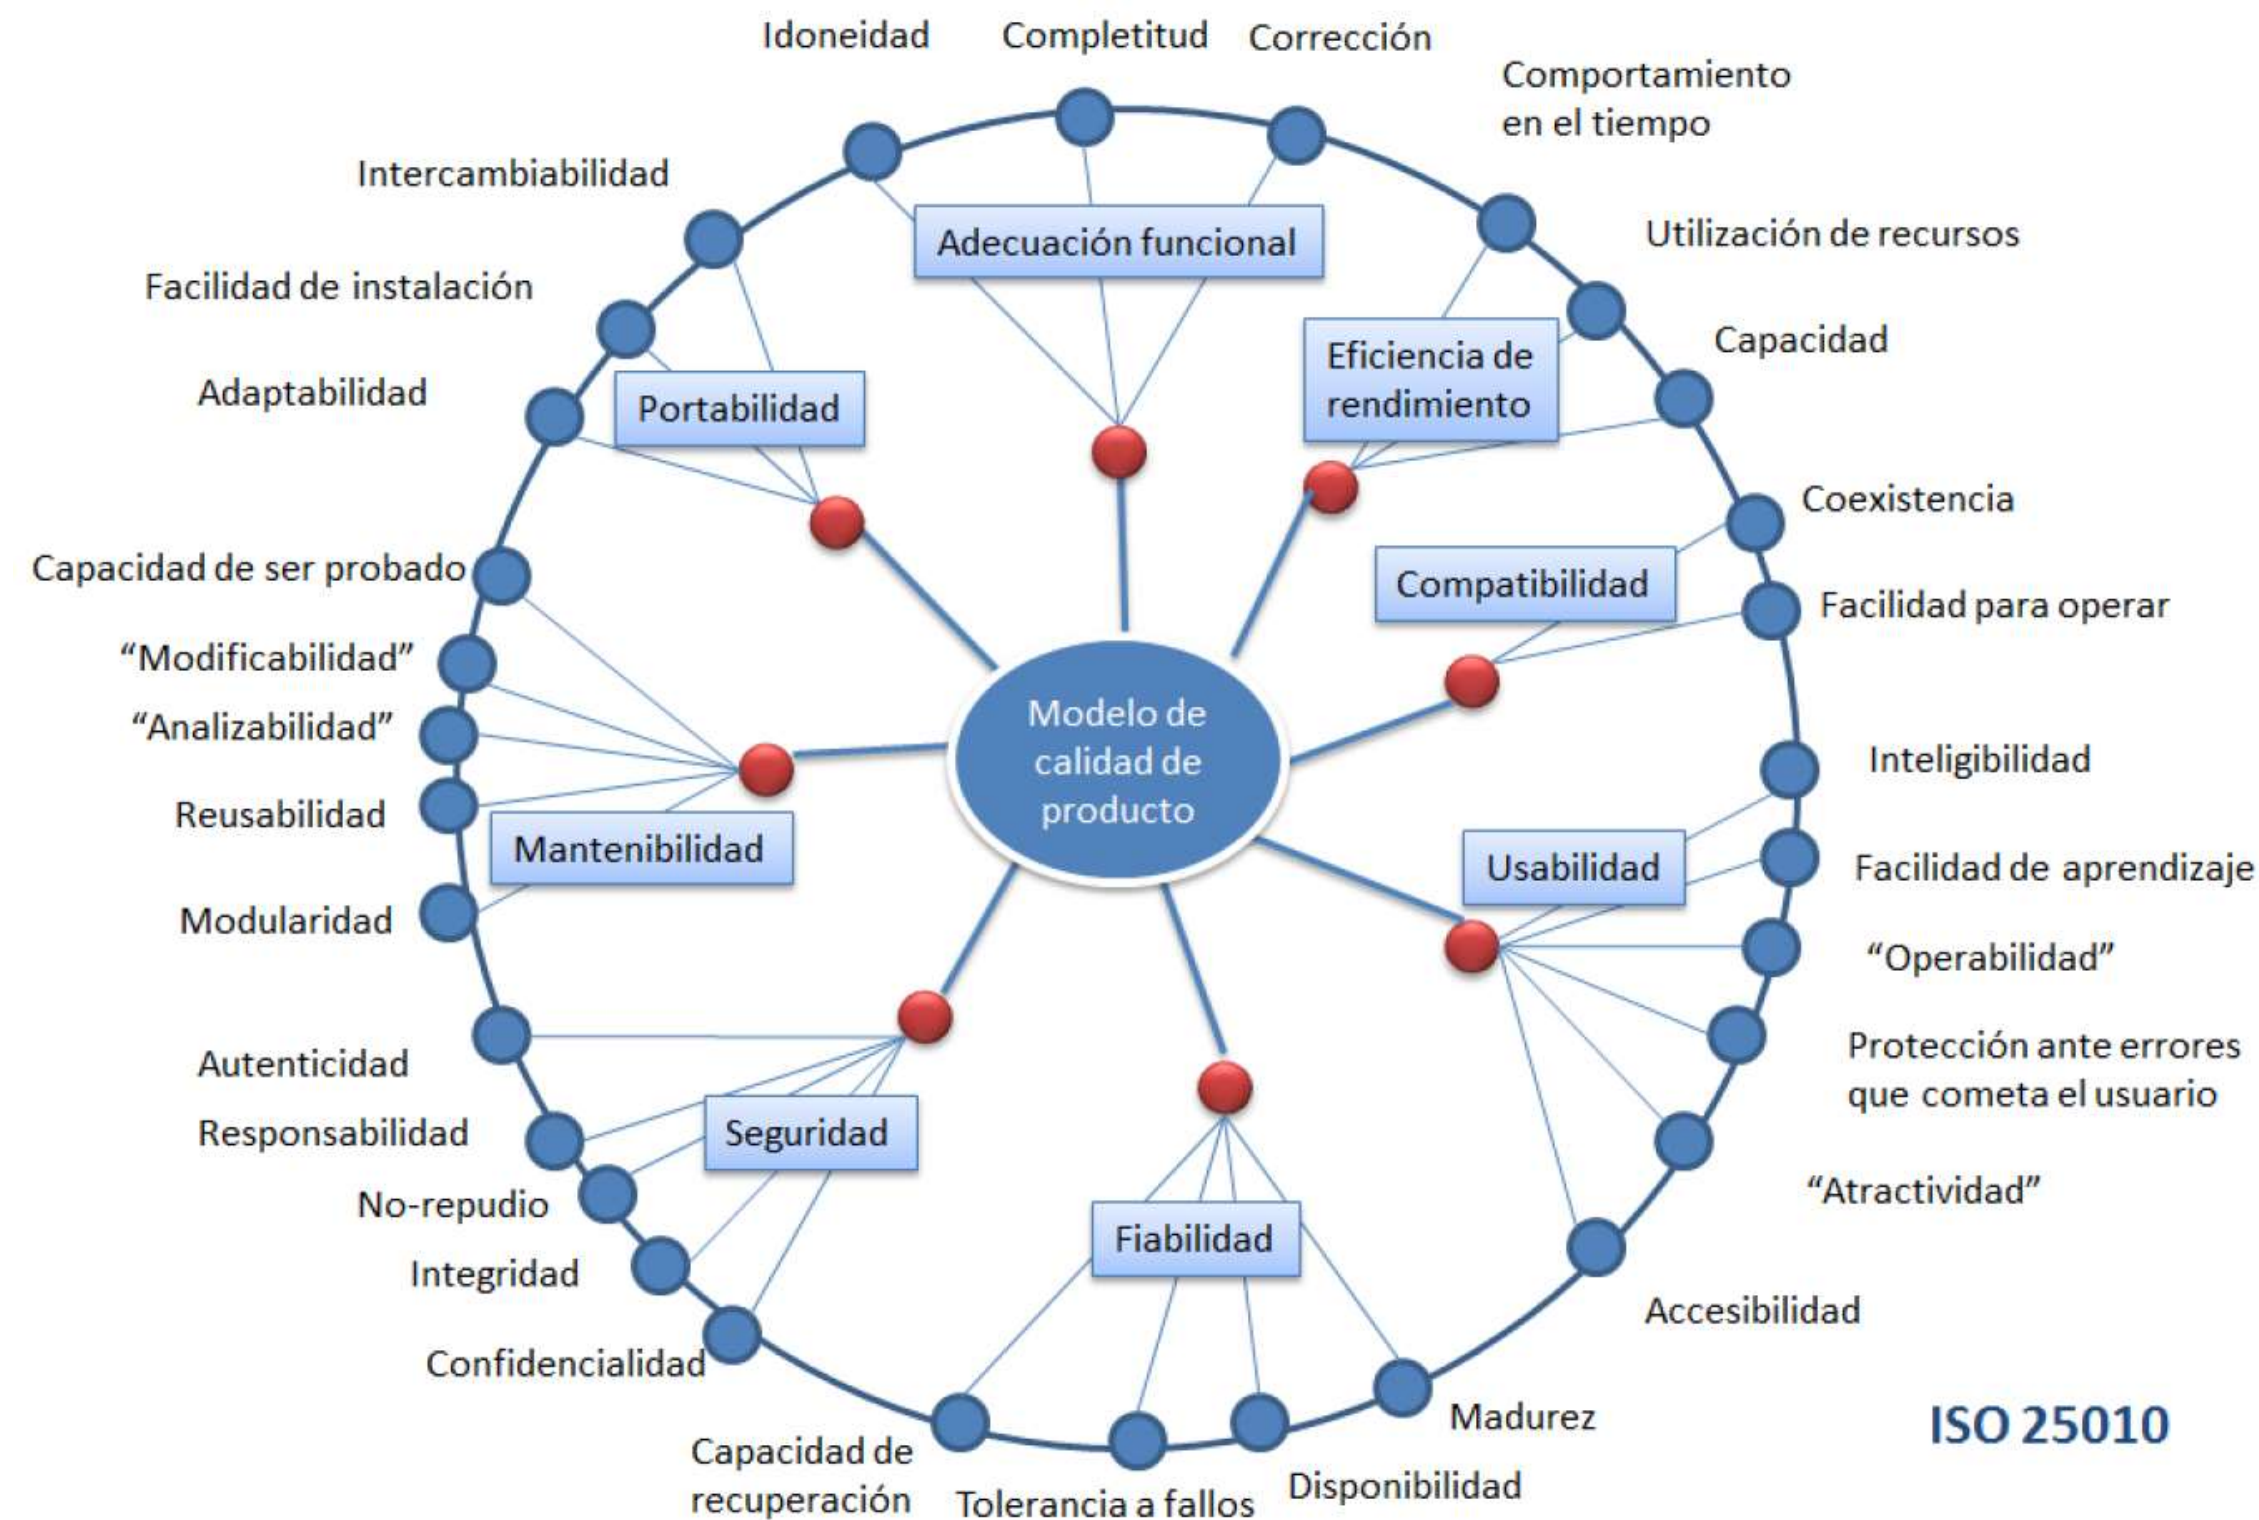 Idoneidad
Completitud
Corrección
Comportamiento
en el tiempo
Intercambiabilidad
Utilización de recursos
Adecuación funcional
Facilidad de instalación
Capacidad
Eficiencia de
rendimiento
Adaptabilidad
Portabilidad
Coexistencia
Capacidad de ser probado
Compatibilidad
Facilidad para operar
“Modificabilidad”
“Analizabilidad”
Modelo de
calidad de
producto
Inteligibilidad
Reusabilidad
Mantenibilidad
Usabilidad
Facilidad de aprendizaje
Modularidad
“Operabilidad”
Autenticidad
Protección ante errores
que cometa el usuario
Responsabilidad
Seguridad
No-repudio
“Atractividad”
Fiabilidad
Integridad
Accesibilidad
Confidencialidad
Madurez
ISO 25010
Capacidad de
recuperación
Tolerancia a fallos
Disponibilidad